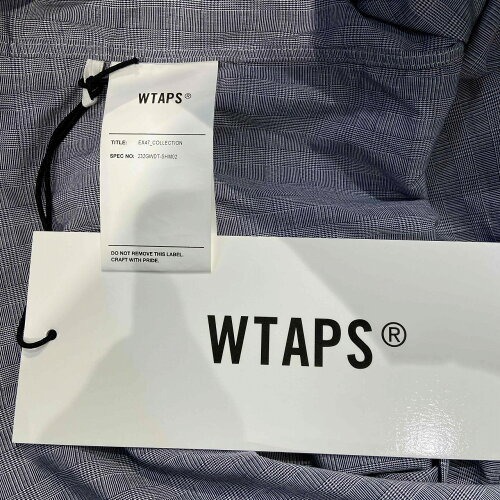 WTAPS®
TITLE: EX47_COLLECTION
SPEC NO: 232GWDT-SHM02
DO NOT REMOVE THIS LABEL.
CRAFT WITH PRIDE.
WTAPS®